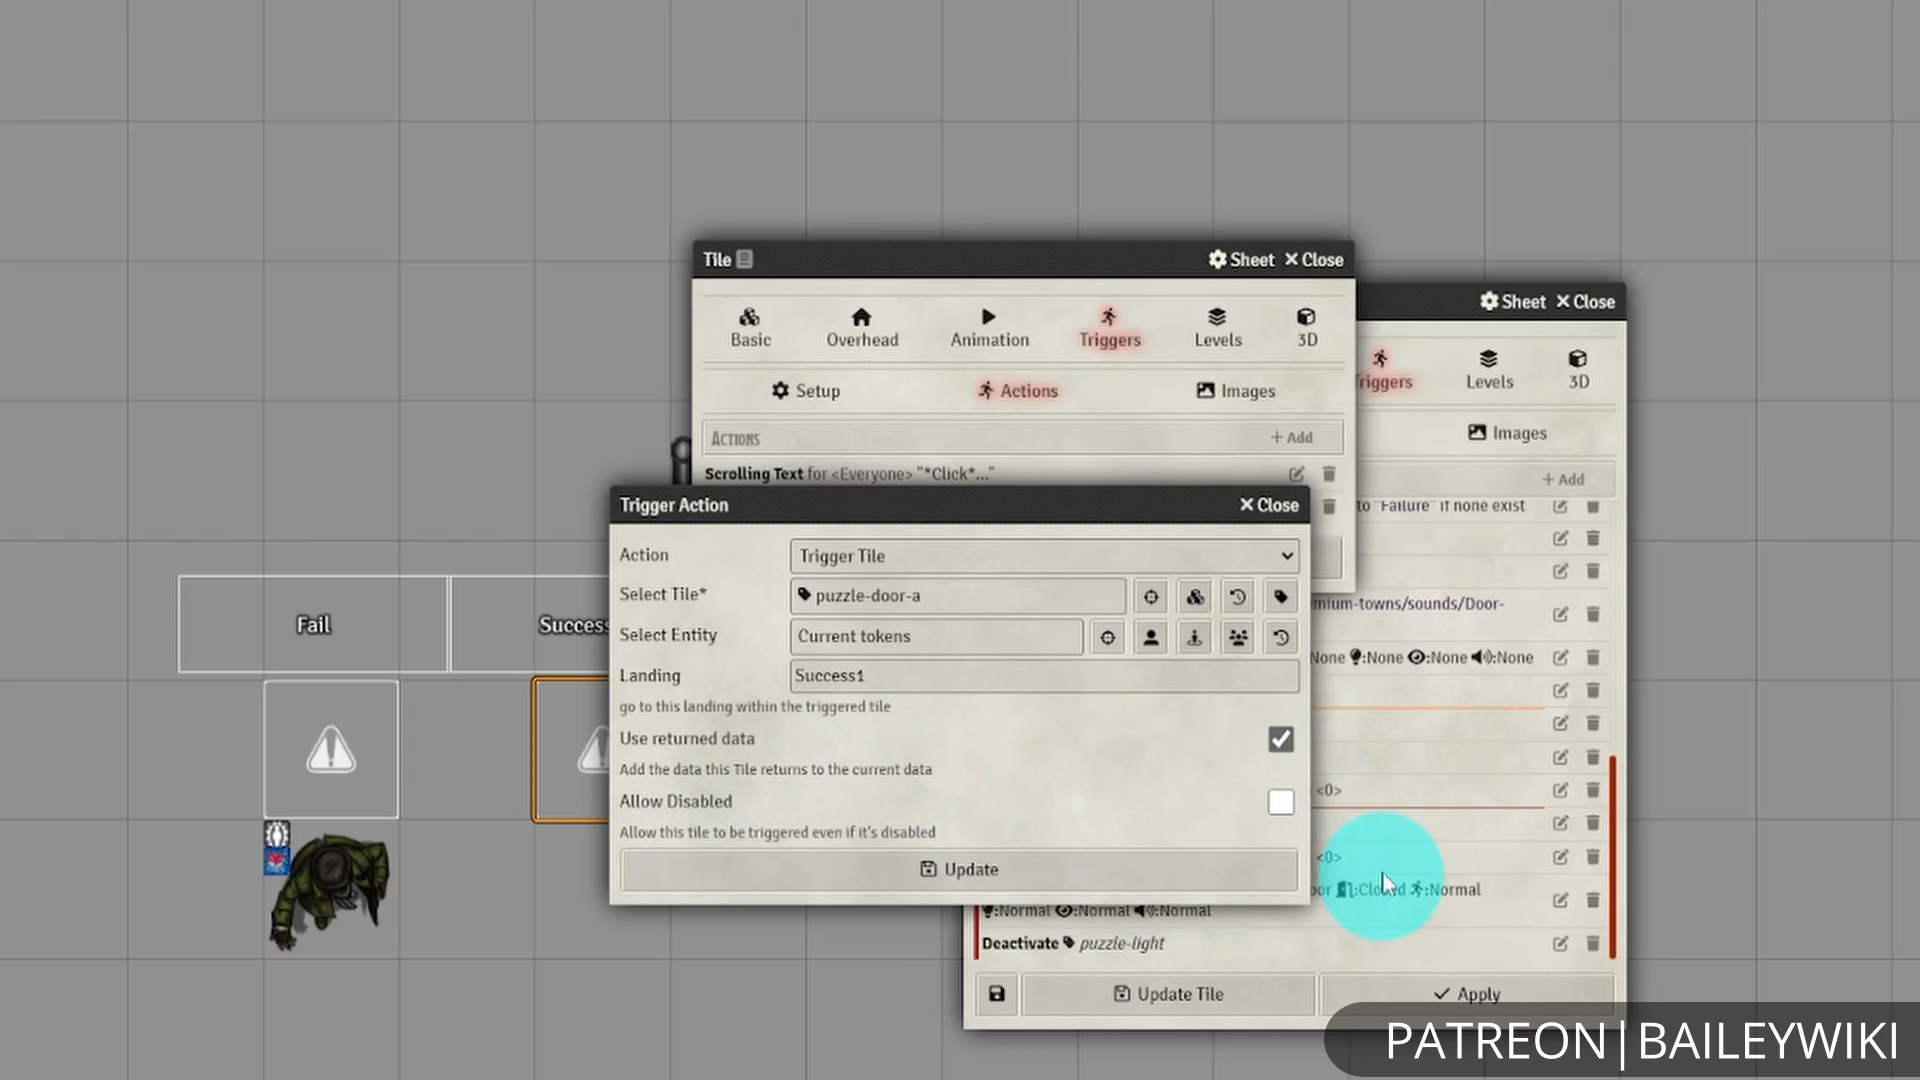 Tile
Sheet Close
Basic Overhead Animation Triggers Levels 3D
Setup Actions Images
ACTIONS + Add
Scrolling Text for <Everyone> "*Click*..."
Trigger Action
Close
Action Trigger Tile
Select Tile* puzzle-door-a
Select Entity Current tokens
Landing Success1
go to this landing within the triggered tile
Use returned data
Add the data this Tile returns to the current data
Allow Disabled
Allow this tile to be triggered even if it's disabled
Update
Sheet Close
riggers Levels 3D
Images
+ Add
to "Failure" if none exist
mium-towns/sounds/Door-
None :None :None :None
<0>
<0>
or :Closed :Normal
:Normal :Normal :Normal
Deactivate puzzle-light
Update Tile Apply
Fail
Success
PATREON|BAILEYWIKI